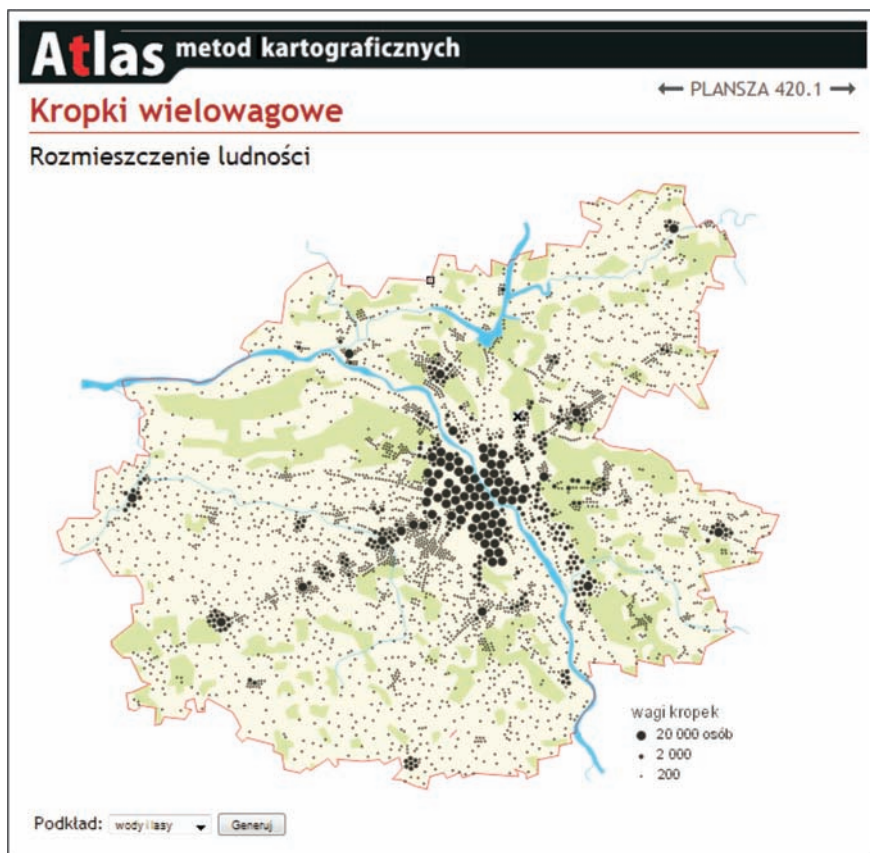 Atlas metod kartograficznych
← PLANSZA 420.1 →
Kropki wielowagowe
Rozmieszczenie ludności
wagi kropek
20 000 osób
2 000
200
Podkład: wody i lasy Generuj